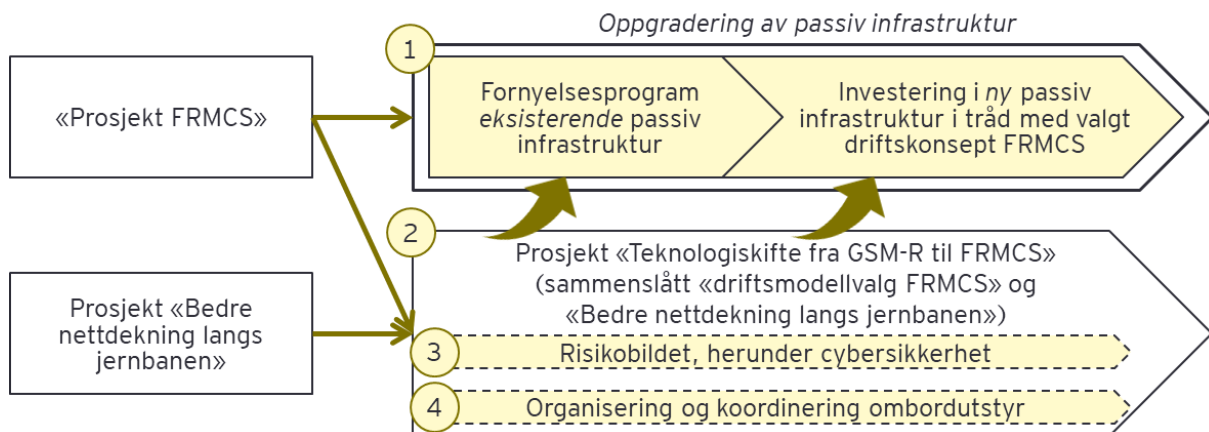 Oppgradering av passiv infrastruktur
1
«Prosjekt FRMCS»
Fornyelsesprogram
eksisterende passiv
infrastruktur
Investering i ny passiv
infrastruktur i tråd med valgt
driftskonsept FRMCS
2
Prosjekt «Teknologiskifte fra GSM-R til FRMCS»
(sammenslått «driftsmodellvalg FRMCS» og
«Bedre nettdekning langs jernbanen»)
Prosjekt «Bedre
nettdekning langs
jernbanen»
3
Risikobildet, herunder cybersikkerhet
4
Organisering og koordinering ombordutstyr